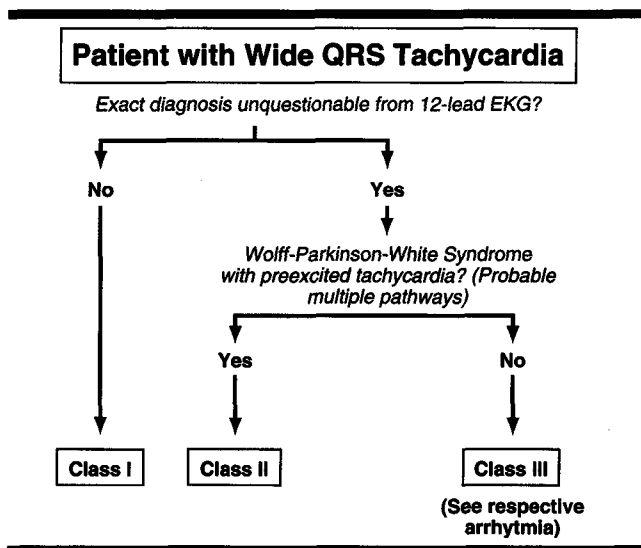 Patient with Wide QRS Tachycardia
Exact diagnosis unquestionable from 12-lead EKG?
No
Yes
Wolff-Parkinson-White Syndrome
with preexcited tachycardia? (Probable
multiple pathways)
Yes
No
Class I
Class II
Class III
(See respective
arrhytmia)